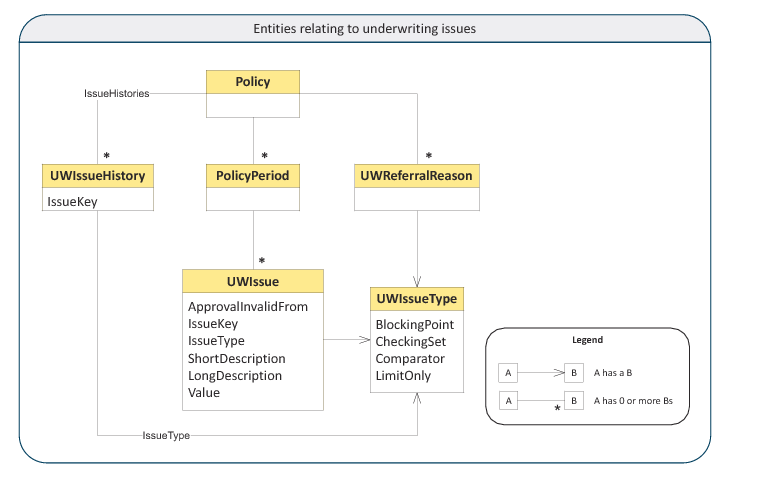 Entities relating to underwriting issues
Policy
IssueHistories
*
*
*
UWIssueHistory
IssueKey
PolicyPeriod
UWReferralReason
*
UWIssue
ApprovalInvalidFrom
IssueKey
IssueType
ShortDescription
LongDescription
Value
UWIssueType
BlockingPoint
CheckingSet
Comparator
LimitOnly
IssueType
Legend
A
B
A has a B
A
*
B
A has 0 or more Bs